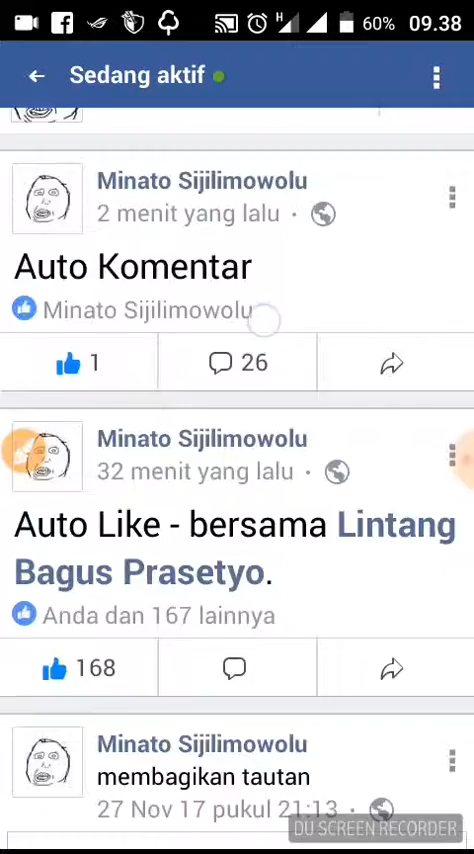 60% 09.38
Sedang aktif
Minato Sijilimowolu
2 menit yang lalu
Auto Komentar
Minato Sijilimowolu
1 26
Minato Sijilimowolu
32 menit yang lalu
Auto Like - bersama Lintang
Bagus Prasetyo.
Anda dan 167 lainnya
168
Minato Sijilimowolu
membagikan tautan
27 Nov 17 pukul 21:13
DU SCREEN RECORDER